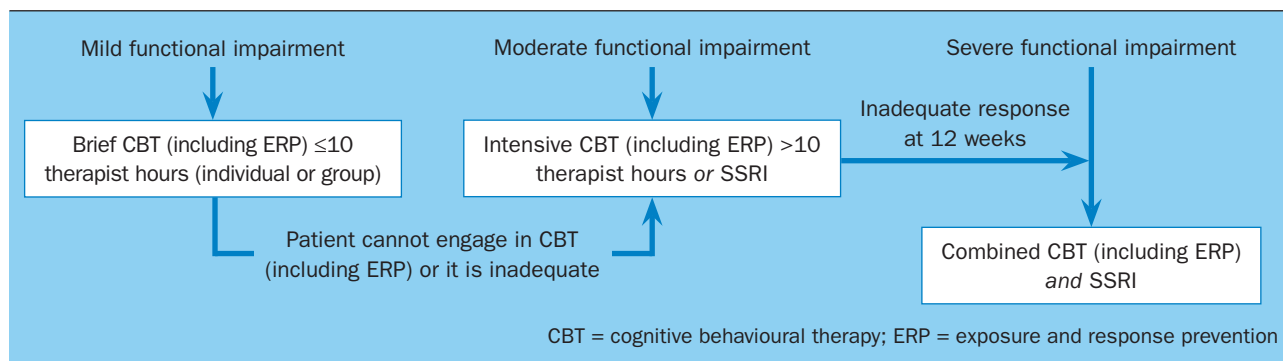 Mild functional impairment
Brief CBT (including ERP) ≤10
therapist hours (individual or group)
Patient cannot engage in CBT
(including ERP) or it is inadequate
Moderate functional impairment
Intensive CBT (including ERP) >10
therapist hours or SSRI
Inadequate response
at 12 weeks
Severe functional impairment
Combined CBT (including ERP)
and SSRI
CBT = cognitive behavioural therapy; ERP = exposure and response prevention